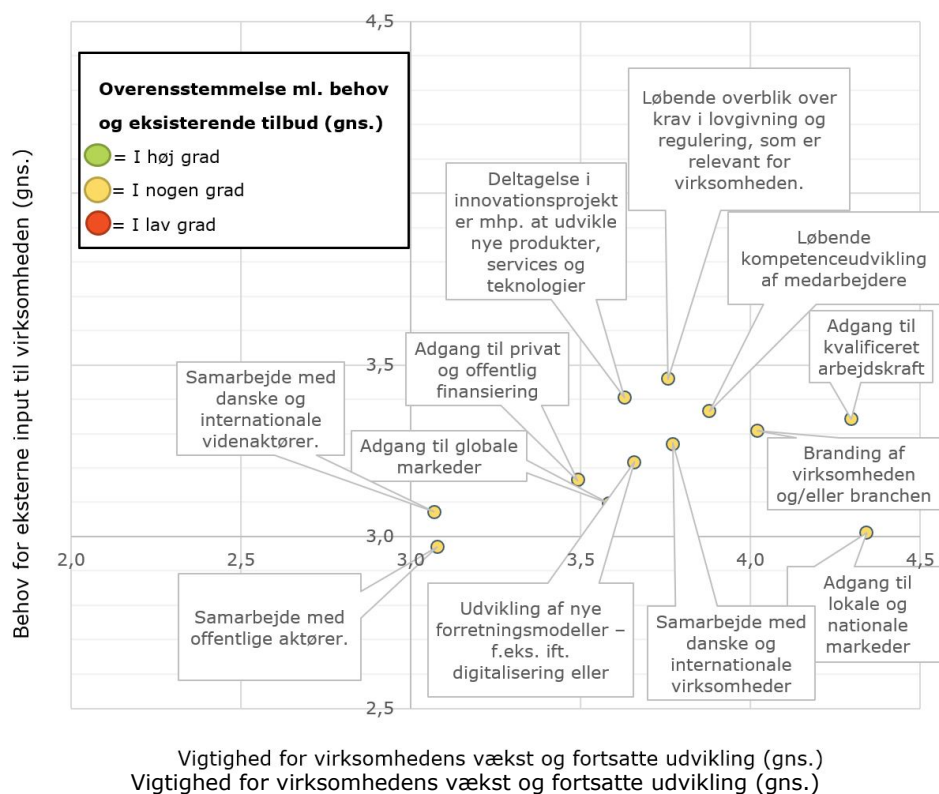 4,5
Overensstemmelse ml. behov
og eksisterende tilbud (gns.)
= I høj grad
= I nogen grad
= I lav grad
Løbende overblik over
krav i lovgivning og
regulering, som er
relevant for
virksomheden.
Deltagelse i
innovationsprojekt
er mhp. at udvikle
nye produkter,
services og
teknologier
Løbende
kompetenceudvikling
af medarbejdere
Adgang til
kvalificeret
arbejdskraft
3,5
Adgang til privat
og offentlig
finansiering
Samarbejde med
danske og
internationale
videnaktører.
Adgang til globale
markeder
Branding af
virksomheden
og/eller branchen
3,0
2,0
2,5
3,0
3,5
4,0
4,5
Samarbejde med
offentlige aktører.
Udvikling af nye
forretningsmodeller –
f.eks. ift.
digitalisering eller
Samarbejde med
danske og
internationale
virksomheder
Adgang til
lokale og
nationale
markeder
2,5
Behov for eksterne input til virksomheden (gns.)
Vigtighed for virksomhedens vækst og fortsatte udvikling (gns.)
Vigtighed for virksomhedens vækst og fortsatte udvikling (gns.)